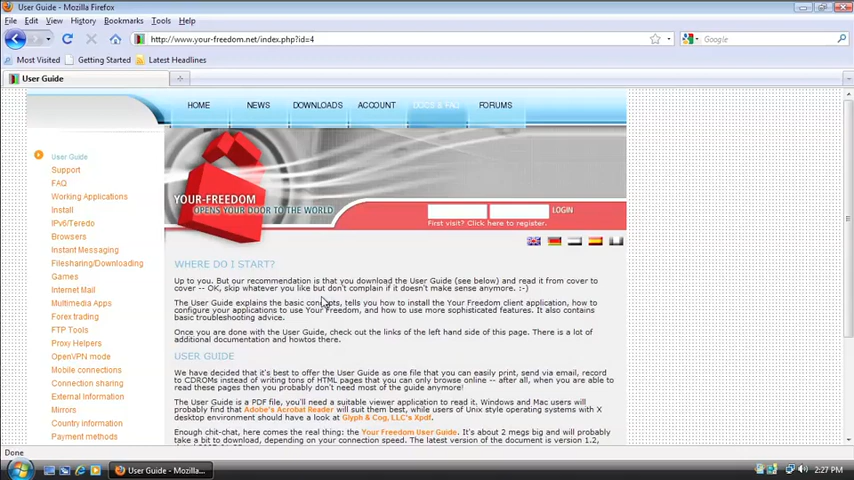 User Guide - Mozilla Firefox
File Edit View History Bookmarks Tools Help
http://www.your-freedom.net/index.php?id=4
Google
Most Visited Getting Started Latest Headlines
User Guide
HOME NEWS DOWNLOADS ACCOUNT DOCS & FAQ FORUMS
User Guide
Support
FAQ
Working Applications
Install
IPv6/Teredo
Browsers
Instant Messaging
Filesharing/Downloading
Games
Internet Mail
Multimedia Apps
Forex trading
FTP Tools
Proxy Helpers
OpenVPN mode
Mobile connections
Connection sharing
External Information
Mirrors
Country information
Payment methods
YOUR-FREEDOM
OPENS YOUR DOOR TO THE WORLD
LOGIN
First visit? Click here to register.
WHERE DO I START?
Up to you. But our recommendation is that you download the User Guide (see below) and read it from cover to
cover -- OK, skip whatever you like but don't complain if it doesn't make sense anymore. :-)
The User Guide explains the basic concepts, tells you how to install the Your Freedom client application, how to
configure your applications to use Your Freedom, and how to use more sophisticated features. It also contains
basic troubleshooting advice.
Once you are done with the User Guide, check out the links of the left hand side of this page. There is a lot of
additional documentation and howtos there.
USER GUIDE
We have decided that it's best to offer the User Guide as one file that you can easily print, send via email, record
to CDROMs instead of writing tons of HTML pages that you can only browse online -- after all, when you are able to
read these pages then you probably don't need most of the guide anymore!
The User Guide is a PDF file, you'll need a suitable viewer application to read it. Windows and Mac users will
probably find that Adobe's Acrobat Reader will suit them best, while users of Unix style operating systems with X
desktop environment should have a look at Glyph & Cog, LLC's Xpdf.
Enough chit-chat, here comes the real thing: the Your Freedom User Guide. It's about 2 megs big and will probably
take a bit to download, depending on your connection speed. The latest version of the document is version 1.2,
Done
User Guide - Mozilla...
2:27 PM